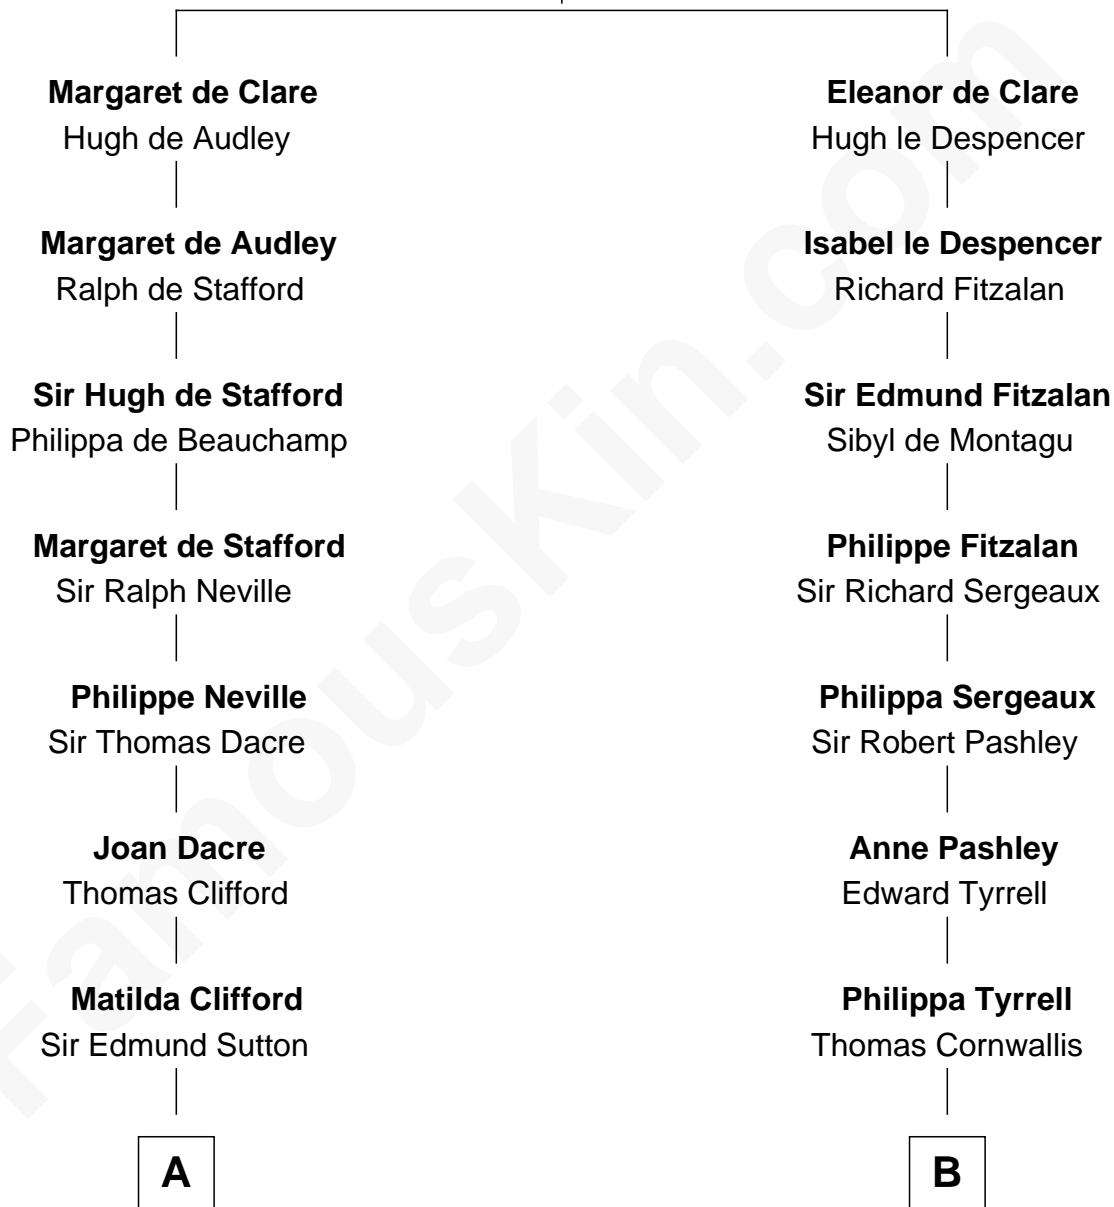 Margaret de Clare
Hugh de Audley
Margaret de Audley
Ralph de Stafford
Sir Hugh de Stafford
Philippa de Beauchamp
Margaret de Stafford
Sir Ralph Neville
Philippe Neville
Sir Thomas Dacre
Joan Dacre
Thomas Clifford
Matilda Clifford
Sir Edmund Sutton
A
Eleanor de Clare
Hugh le Despencer
Isabel le Despencer
Richard Fitzalan
Sir Edmund Fitzalan
Sibyl de Montagu
Philippe Fitzalan
Sir Richard Sergeaux
Philippa Sergeaux
Sir Robert Pashley
Anne Pashley
Edward Tyrrell
Philippa Tyrrell
Thomas Cornwallis
B
FamousKin.com